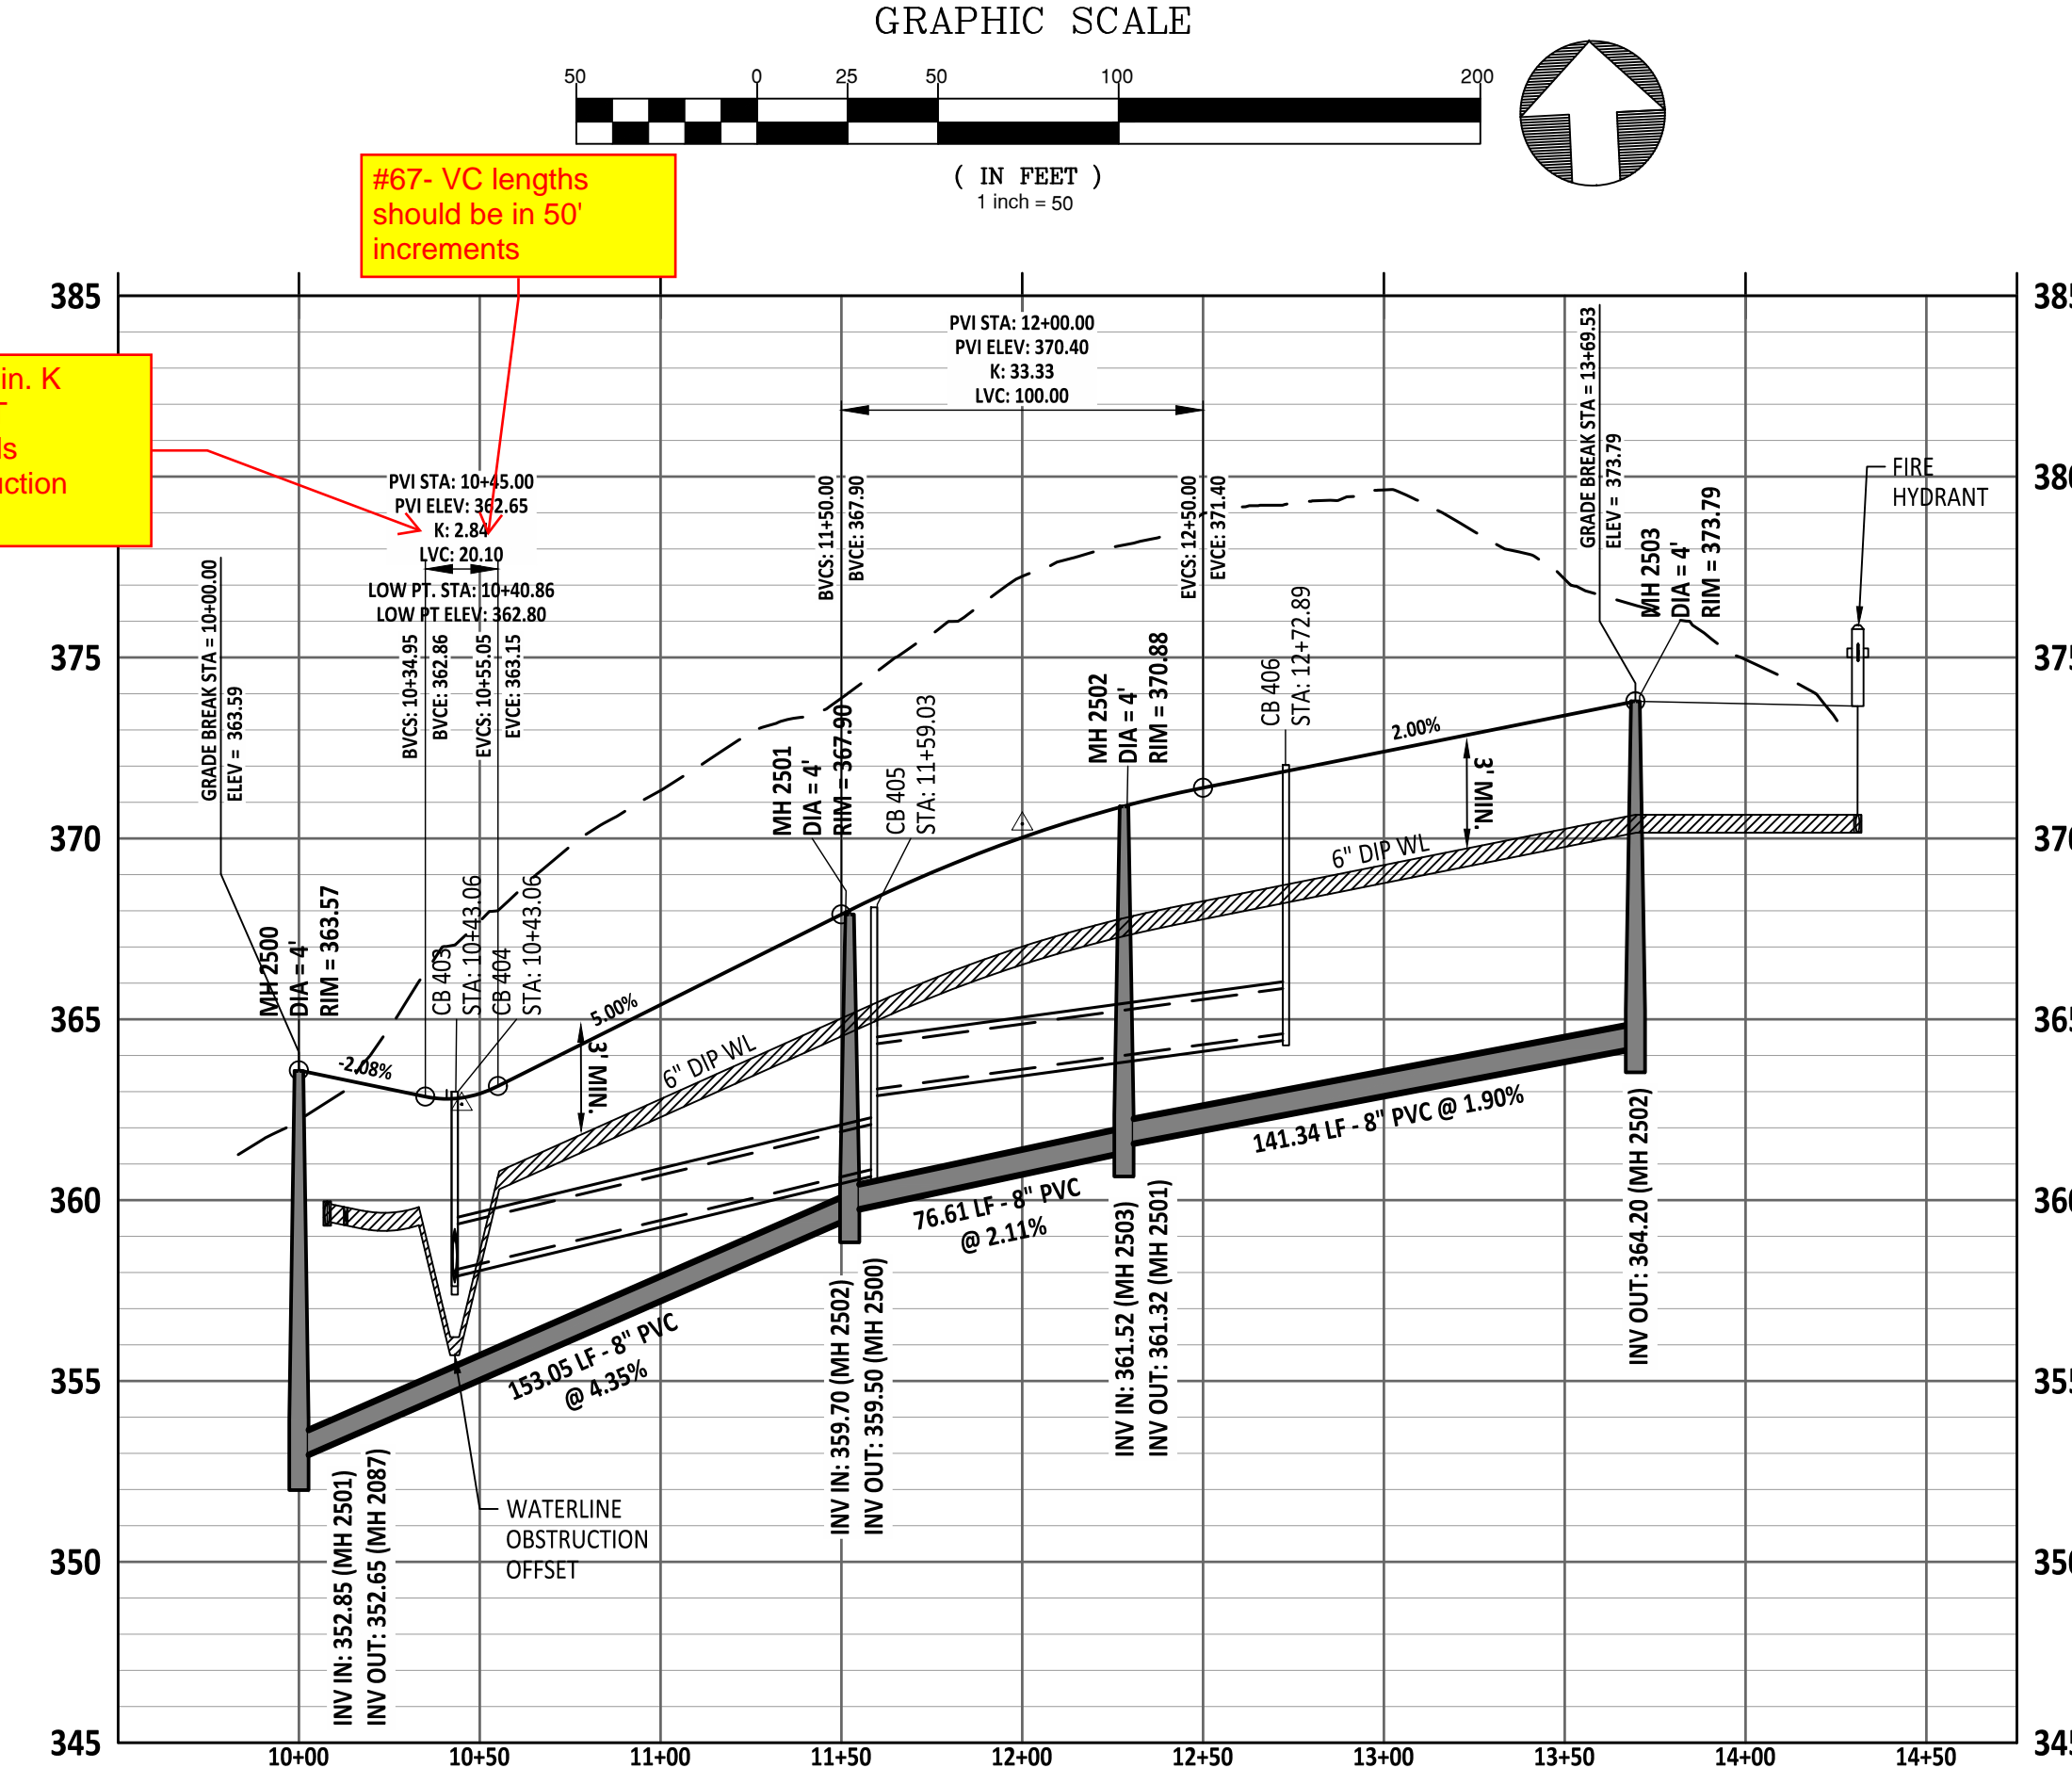 GRAPHIC SCALE
50 0 25 50 100 200
( IN FEET )
1 inch = 50
#67- VC lengths
should be in 50'
increments
in. K
ls
uction
385
380
375
370
365
360
355
350
345
PVI STA: 12+00.00
PVI ELEV: 370.40
K: 33.33
LVC: 100.00
PVI STA: 10+45.00
PVI ELEV: 362.65
K: 2.84
LVC: 20.10
LOW PT. STA: 10+40.86
LOW PT ELEV: 362.80
GRADE BREAK STA = 10+00.00
ELEV = 363.59
BVCS: 10+34.95
BVCE: 362.86
EVCS: 10+55.05
EVCE: 363.15
BVCS: 11+50.00
BVCE: 367.90
EVCS: 12+50.00
EVCE: 371.40
GRADE BREAK STA = 13+69.53
ELEV = 373.79
MH 2500
DIA = 4'
RIM = 363.57
CB 403
STA: 10+43.06
CB 404
STA: 10+43.06
MH 2501
DIA = 4'
RIM = 367.90
CB 405
STA: 11+59.03
MH 2502
DIA = 4'
RIM = 370.88
CB 406
STA: 12+72.89
MH 2503
DIA = 4'
RIM = 373.79
FIRE
HYDRANT
-2.08%
5.00%
2.00%
3' MIN.
3' MIN.
6" DIP WL
6" DIP WL
153.05 LF - 8" PVC
@ 4.35%
76.61 LF - 8" PVC
@ 2.11%
141.34 LF - 8" PVC @ 1.90%
WATERLINE
OBSTRUCTION
OFFSET
INV IN: 352.85 (MH 2501)
INV OUT: 352.65 (MH 2087)
INV IN: 359.70 (MH 2502)
INV OUT: 359.50 (MH 2500)
INV IN: 361.52 (MH 2503)
INV OUT: 361.32 (MH 2501)
INV OUT: 364.20 (MH 2502)
10+00 10+50 11+00 11+50 12+00 12+50 13+00 13+50 14+00 14+50